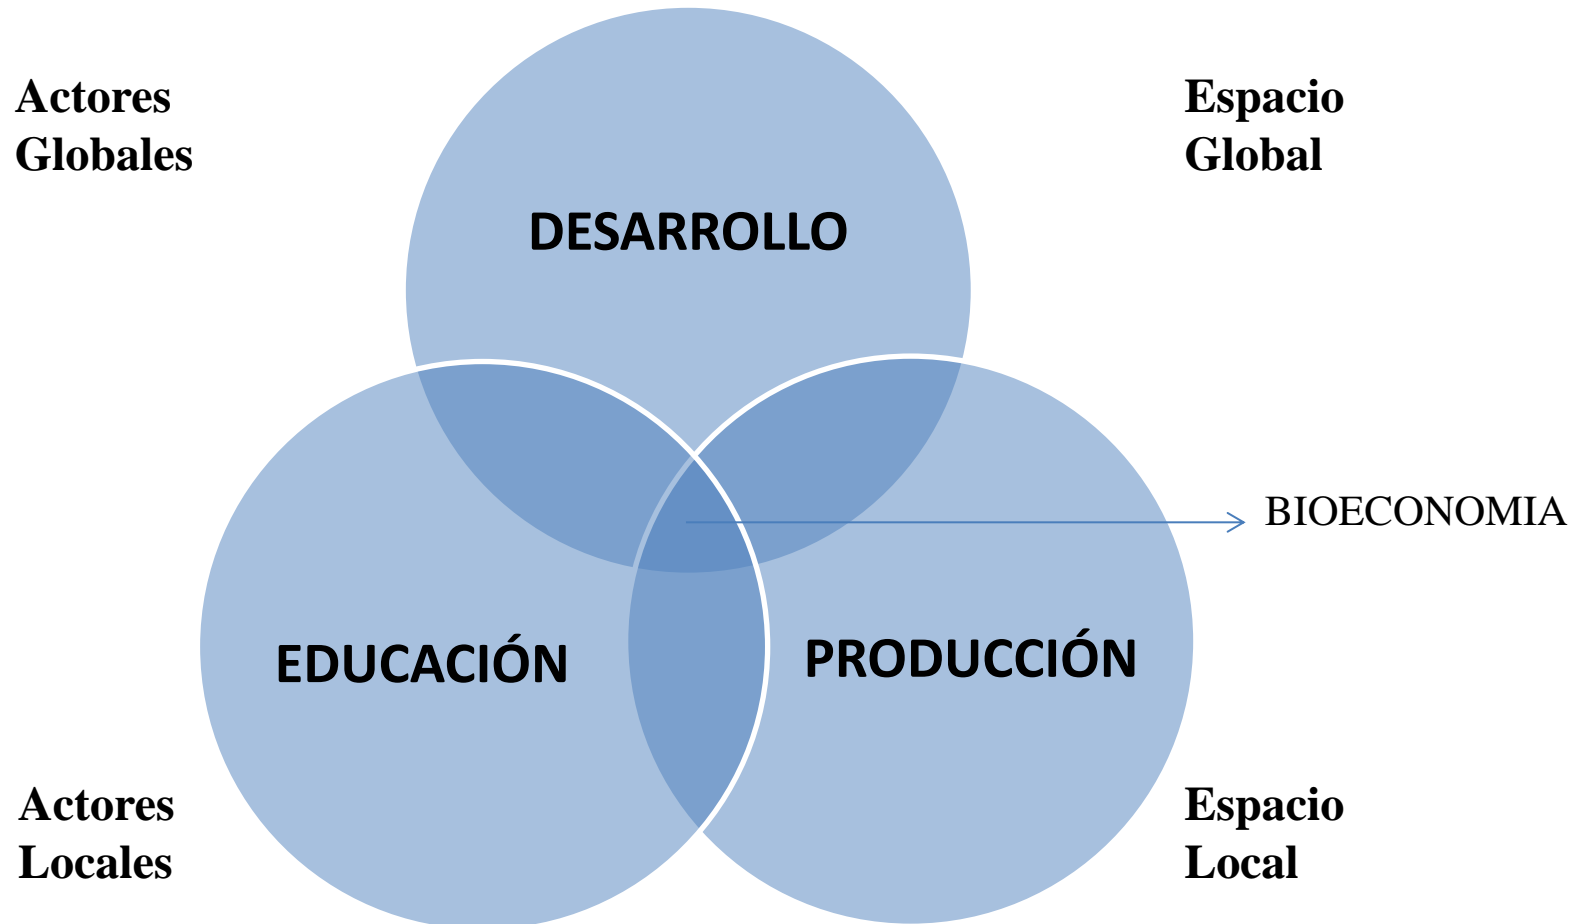 Actores
Globales
Espacio
Global
DESARROLLO
BIOECONOMIA
EDUCACIÓN
PRODUCCIÓN
Actores
Locales
Espacio
Local